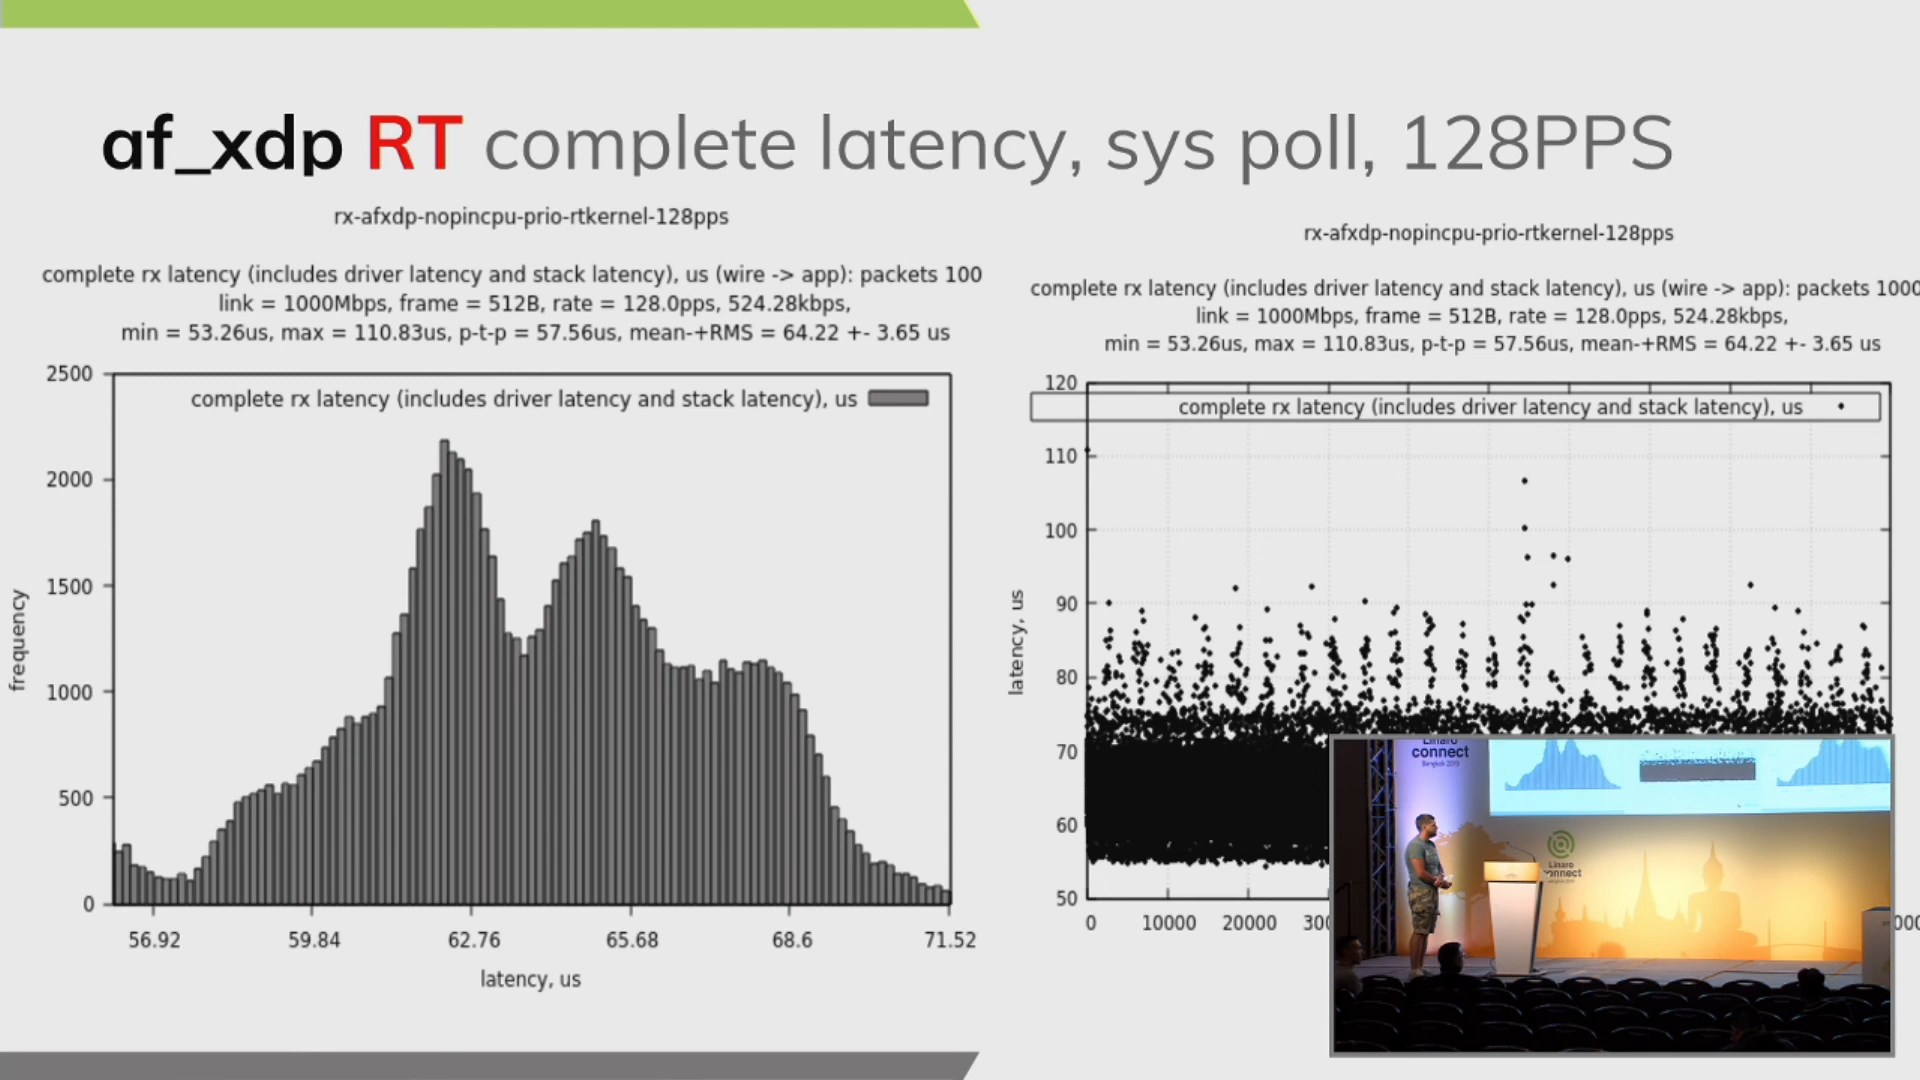 af_xdp RT complete latency, sys poll, 128PPS
rx-afxdp-nopincpu-prio-rtkernel-128pps
complete rx latency (includes driver latency and stack latency), us (wire -> app): packets 100
link = 1000Mbps, frame = 512B, rate = 128.0pps, 524.28kbps,
min = 53.26us, max = 110.83us, p-t-p = 57.56us, mean-+RMS = 64.22 +- 3.65 us
complete rx latency (includes driver latency and stack latency), us
2500
2000
1500
1000
500
0
frequency
56.92 59.84 62.76 65.68 68.6 71.52
latency, us
rx-afxdp-nopincpu-prio-rtkernel-128pps
complete rx latency (includes driver latency and stack latency), us (wire -> app): packets 1000
link = 1000Mbps, frame = 512B, rate = 128.0pps, 524.28kbps,
min = 53.26us, max = 110.83us, p-t-p = 57.56us, mean-+RMS = 64.22 +- 3.65 us
complete rx latency (includes driver latency and stack latency), us
120
110
100
90
80
70
60
50
latency, us
0 10000 20000
Linaro
connect
Bangkok 2019
Linaro
connect